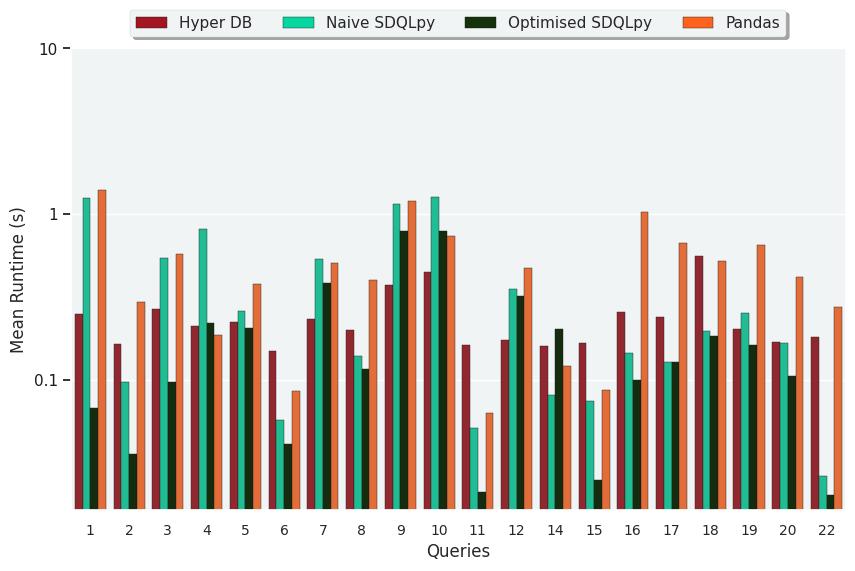 Hyper DB Naive SDQLpy Optimised SDQLpy Pandas
10
1
0.1
Mean Runtime (s)
1 2 3 4 5 6 7 8 9 10 11 12 14 15 16 17 18 19 20 22
Queries